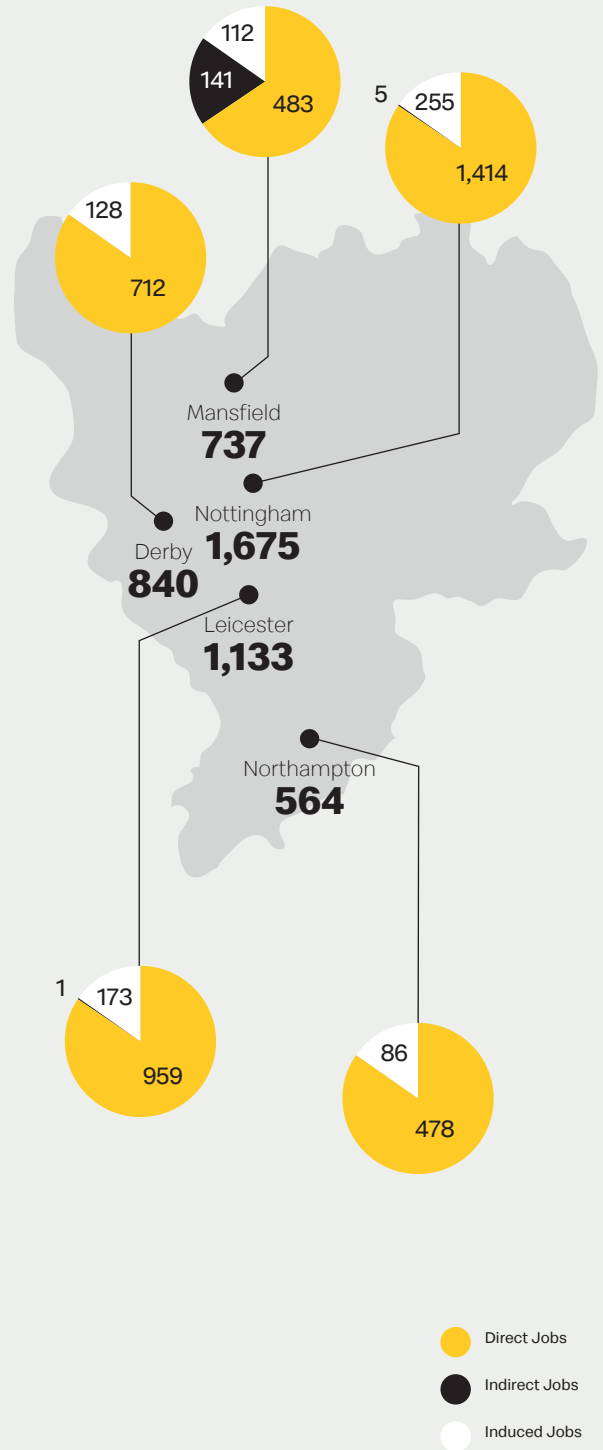 112
141
483
5
255
1,414
128
712
Mansfield
737
Nottingham
1,675
Derby
840
Leicester
1,133
Northampton
564
1
173
959
86
478
Direct Jobs
Indirect Jobs
Induced Jobs